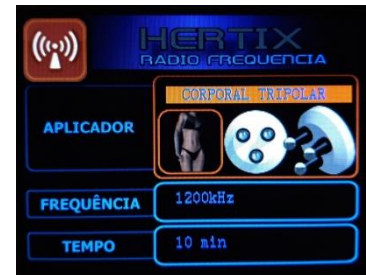 HERTIX
RADIO FREQUENCIA
CORPORAL TRIPOLAR
APLICADOR
FREQUÊNCIA
1200kHz
TEMPO
10 min